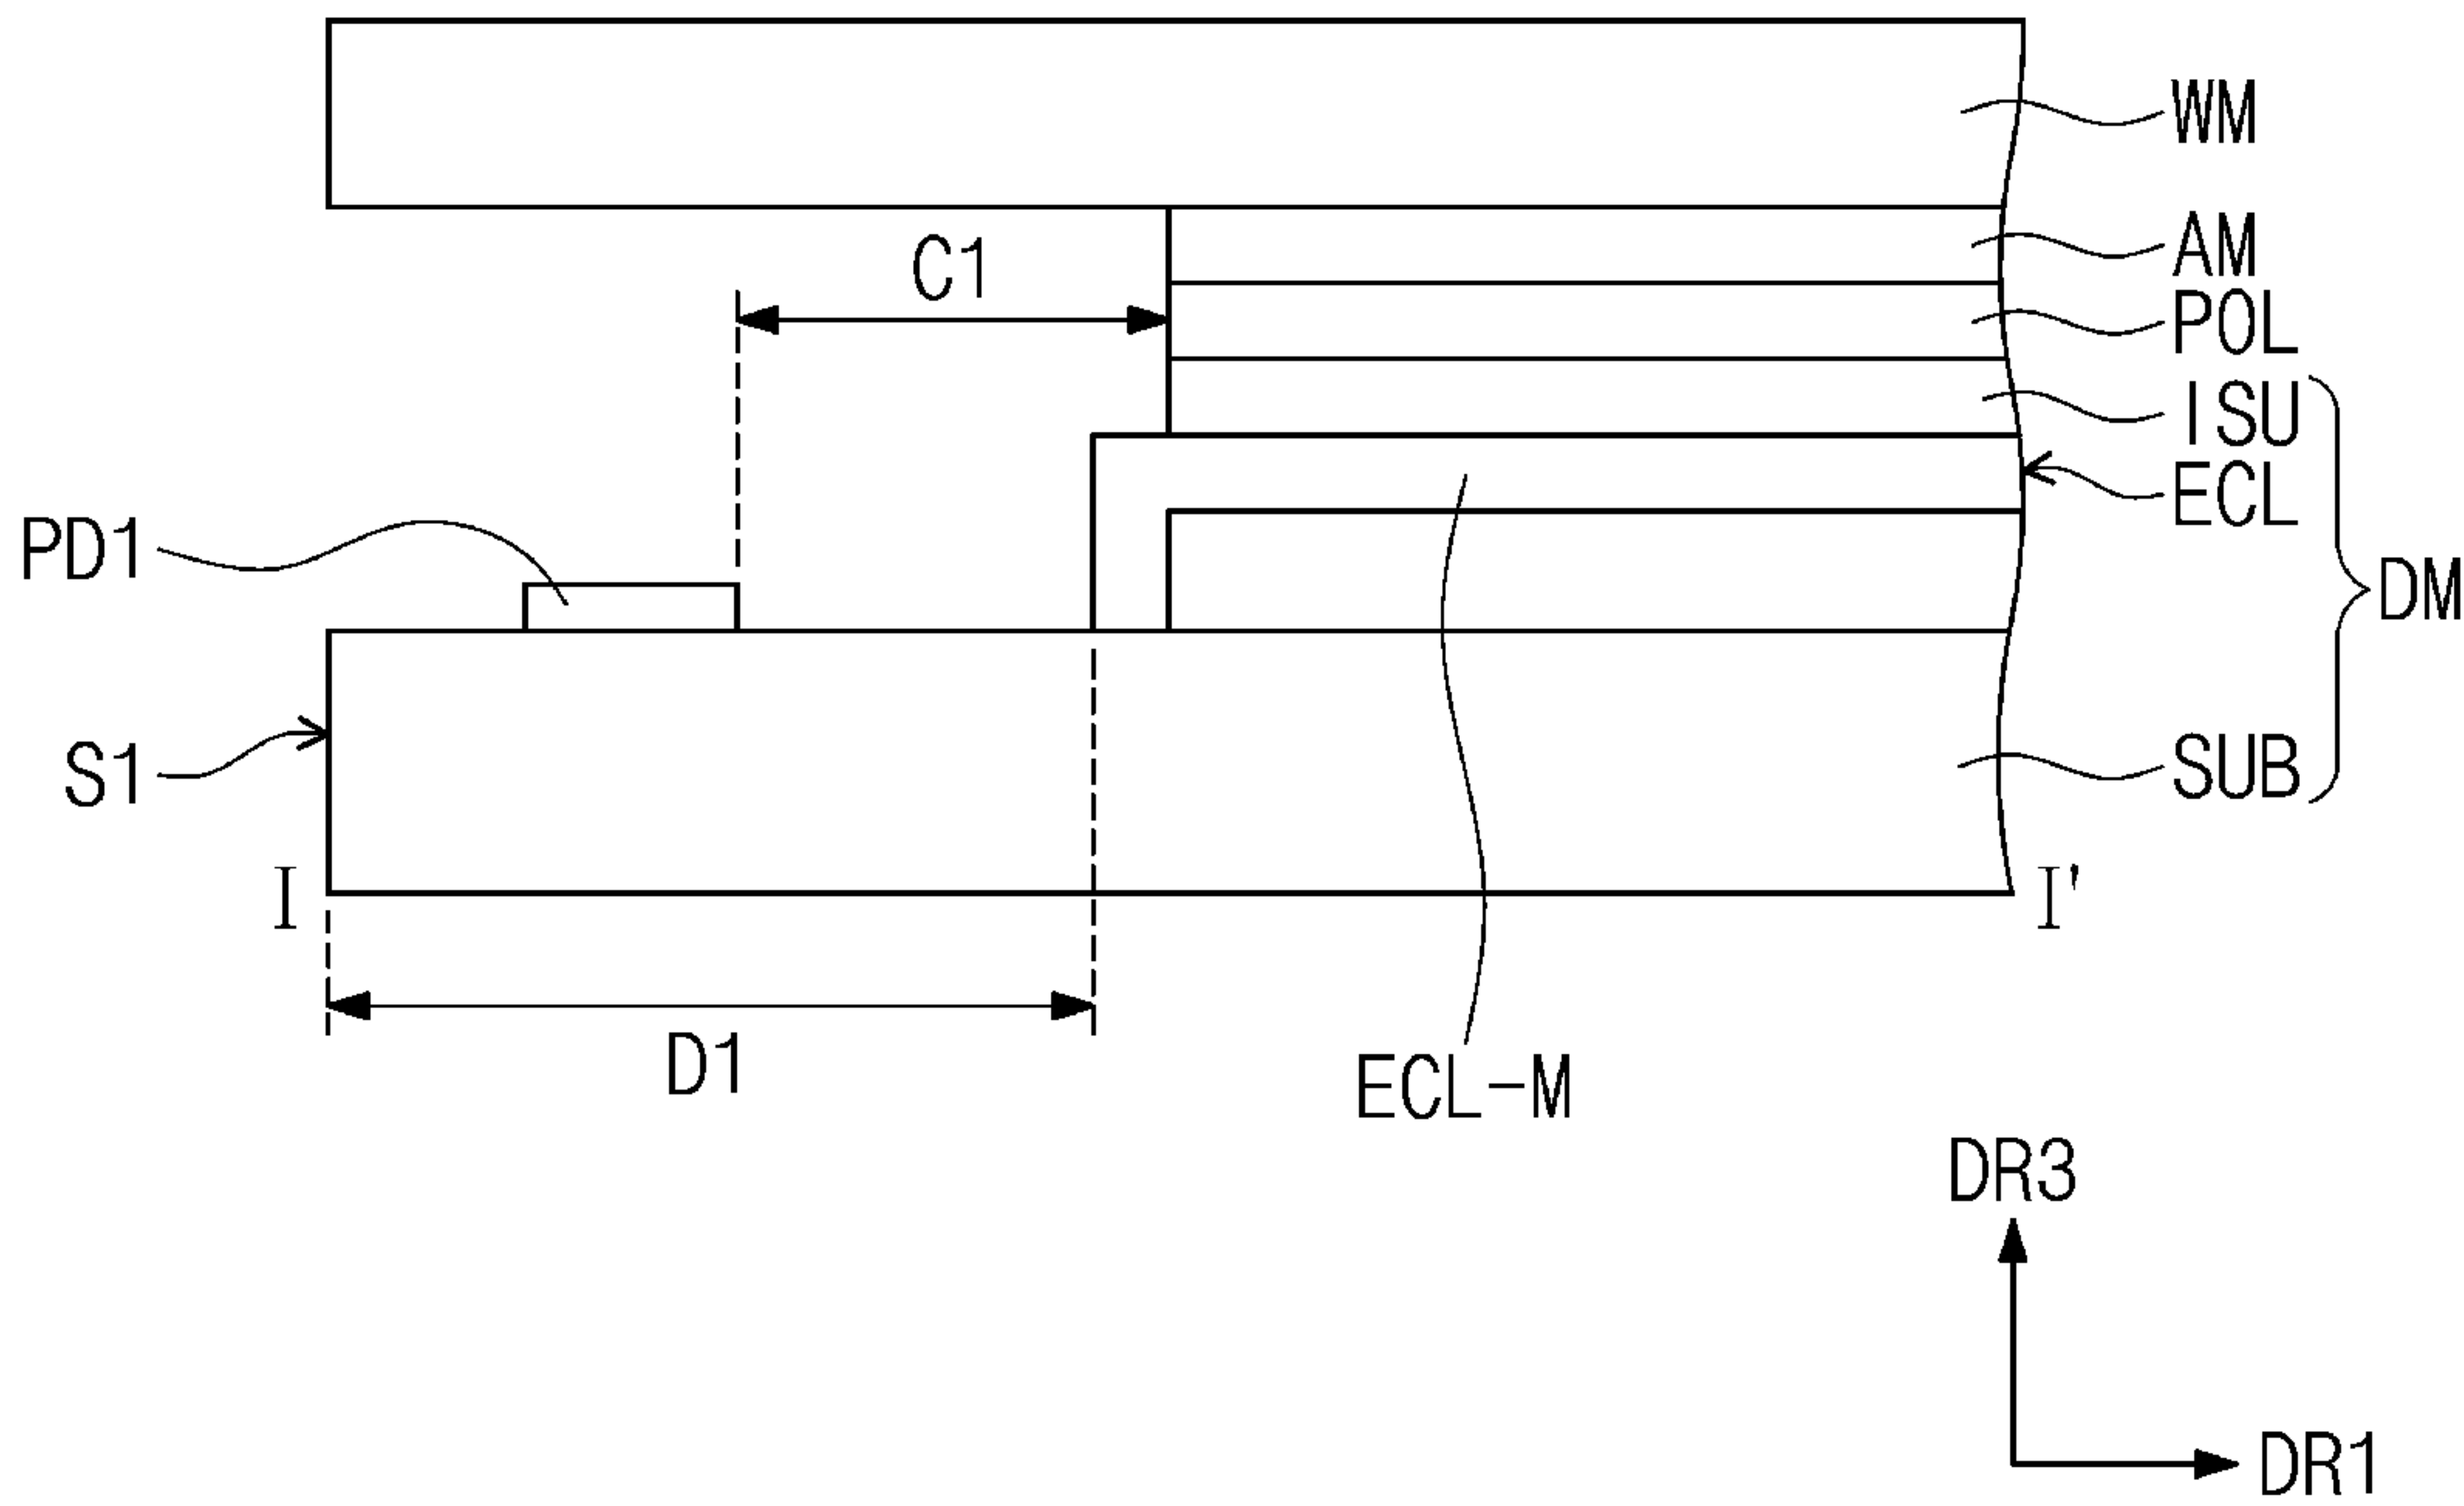 WM
AM
C1
POL
ISU
ECL
PD1
DM
S1
SUB
I
I'
D1
ECL-M
DR3
DR1